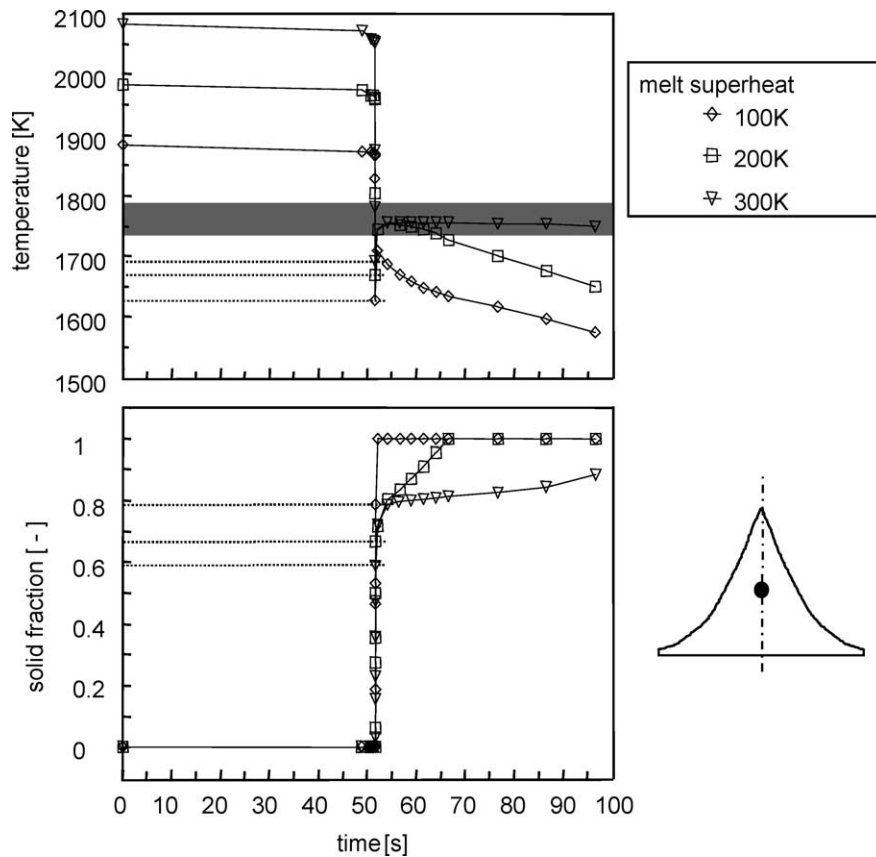 2100
2000
1900
1800
1700
1600
1500
temperature [K]
melt superheat
100K
200K
300K
1
0.8
0.6
0.4
0.2
0
solid fraction [ - ]
0 10 20 30 40 50 60 70 80 90 100
time [s]